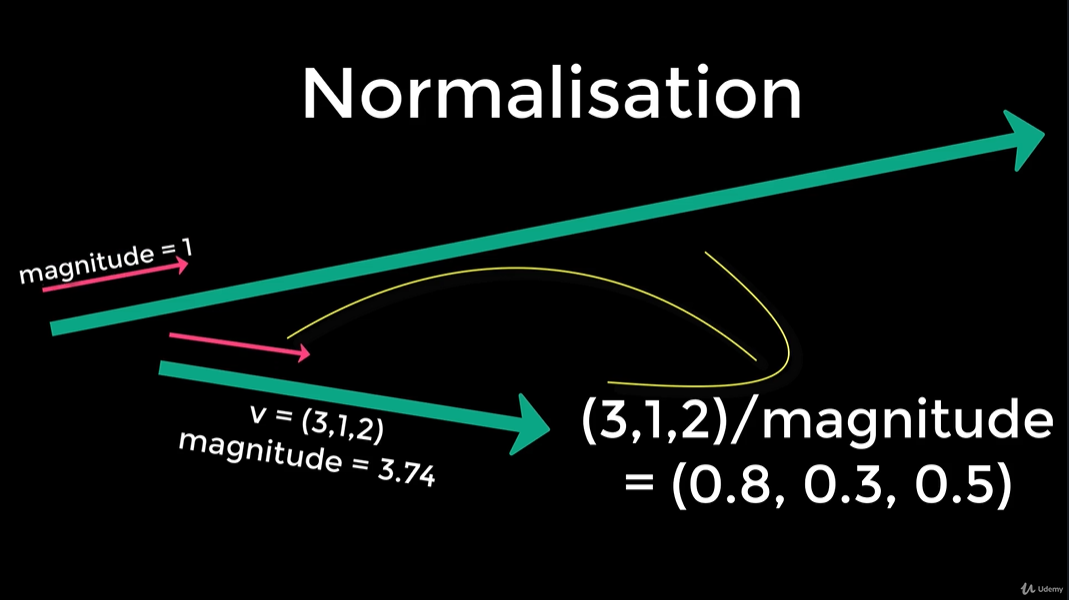 Normalisation
magnitude = 1
v = (3,1,2)
magnitude = 3.74
(3,1,2)/magnitude
= (0.8, 0.3, 0.5)
Udemy